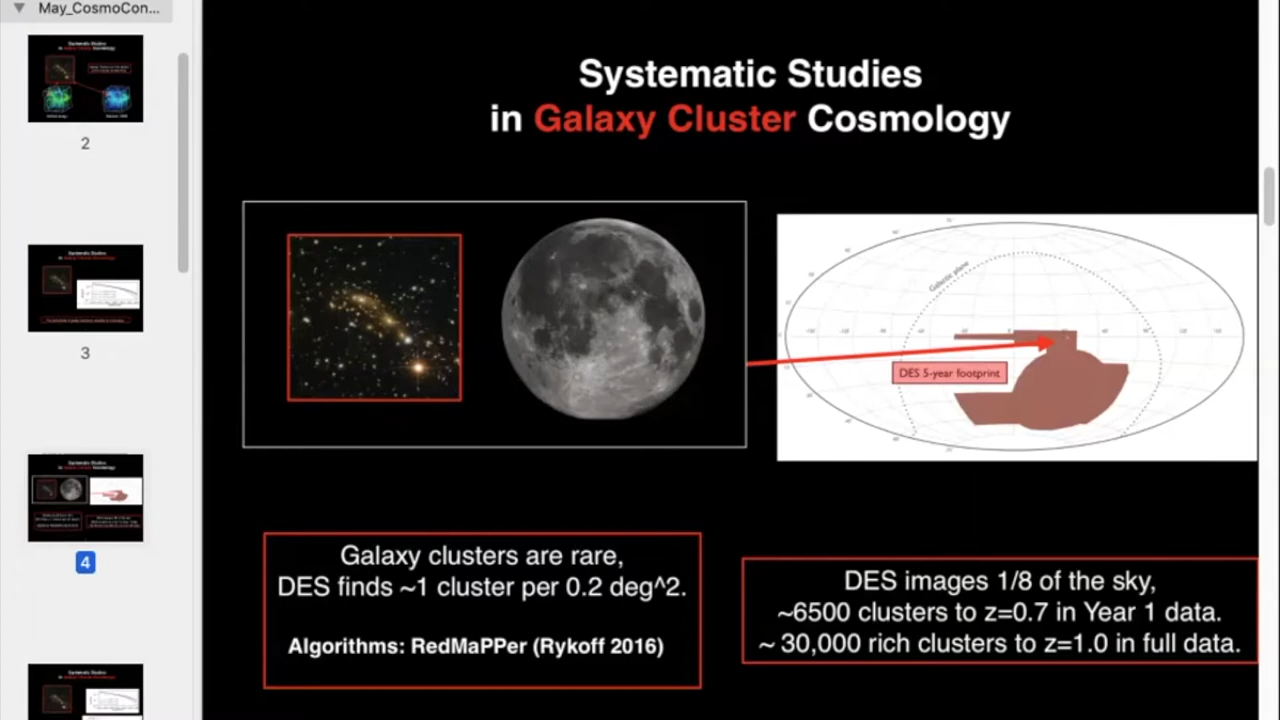 May_CosmoCon...
2
3
4
Systematic Studies
in Galaxy Cluster Cosmology
Galactic plane
DES 5-year footprint
Galaxy clusters are rare,
DES finds ~1 cluster per 0.2 deg^2.
Algorithms: RedMaPPer (Rykoff 2016)
DES images 1/8 of the sky,
~6500 clusters to z=0.7 in Year 1 data.
~ 30,000 rich clusters to z=1.0 in full data.